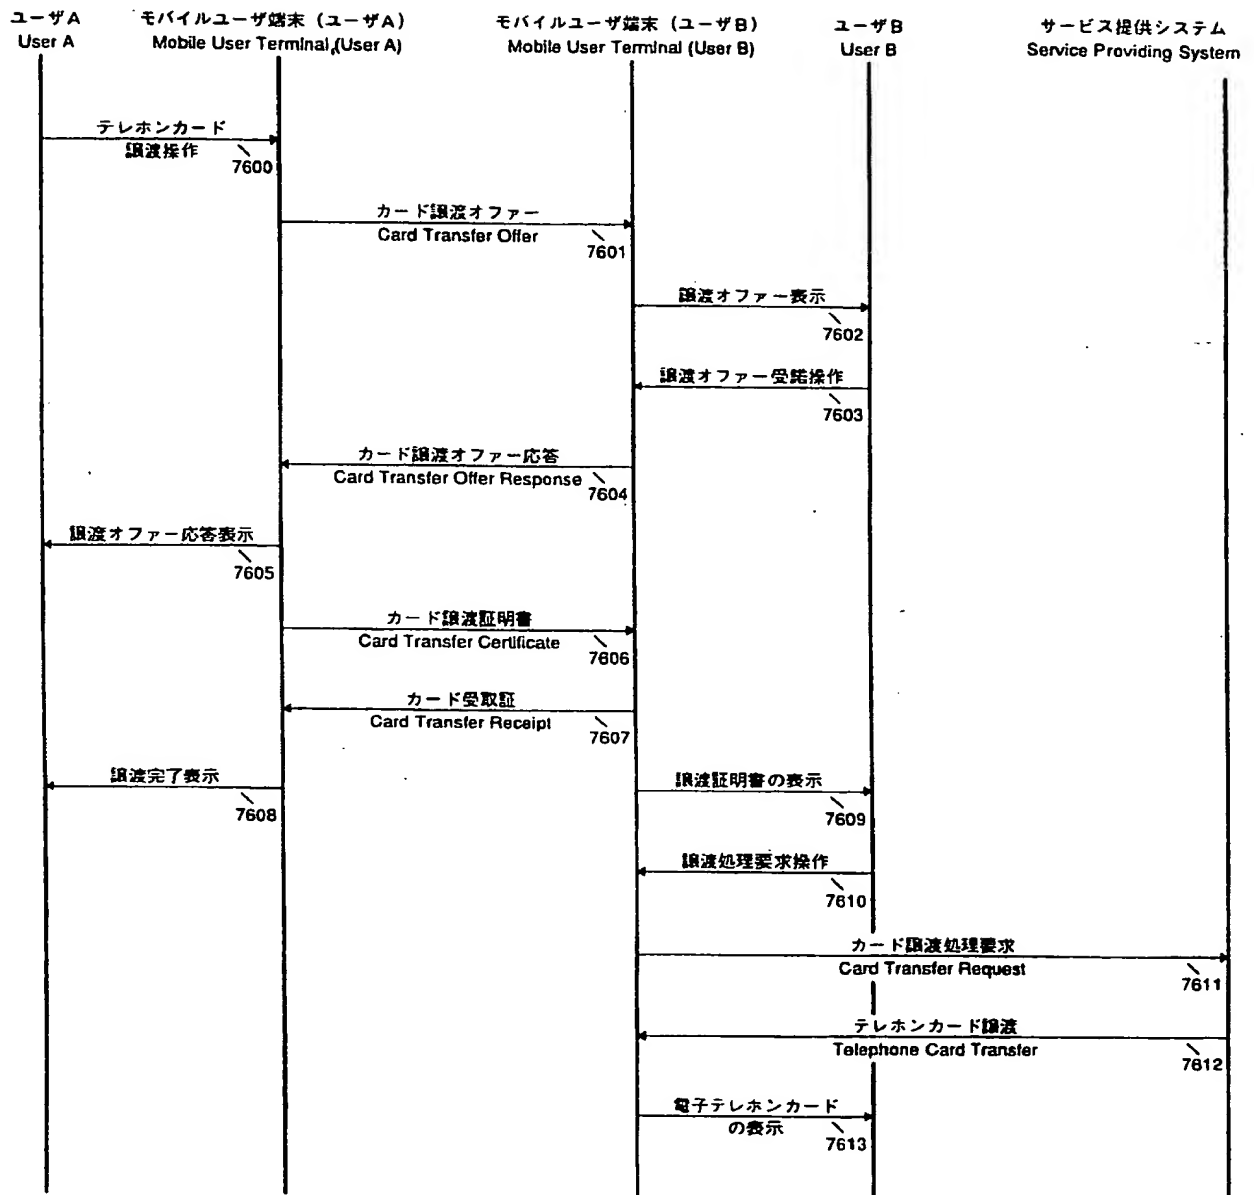 ユーザA
User A
モバイルユーザ端末（ユーザA）
Mobile User Terminal (User A)
モバイルユーザ端末（ユーザB）
Mobile User Terminal (User B)
ユーザB
User B
サービス提供システム
Service Providing System
テレホンカード
譲渡操作
7600
カード譲渡オファー
Card Transfer Offer
7601
譲渡オファー表示
7602
譲渡オファー受諾操作
7603
カード譲渡オファー応答
Card Transfer Offer Response
7604
譲渡オファー応答表示
7605
カード譲渡証明書
Card Transfer Certificate
7606
カード受取証
Card Transfer Receipt
7607
譲渡完了表示
7608
譲渡証明書の表示
7609
譲渡処理要求操作
7610
カード譲渡処理要求
Card Transfer Request
7611
テレホンカード譲渡
Telephone Card Transfer
7612
電子テレホンカード
の表示
7613